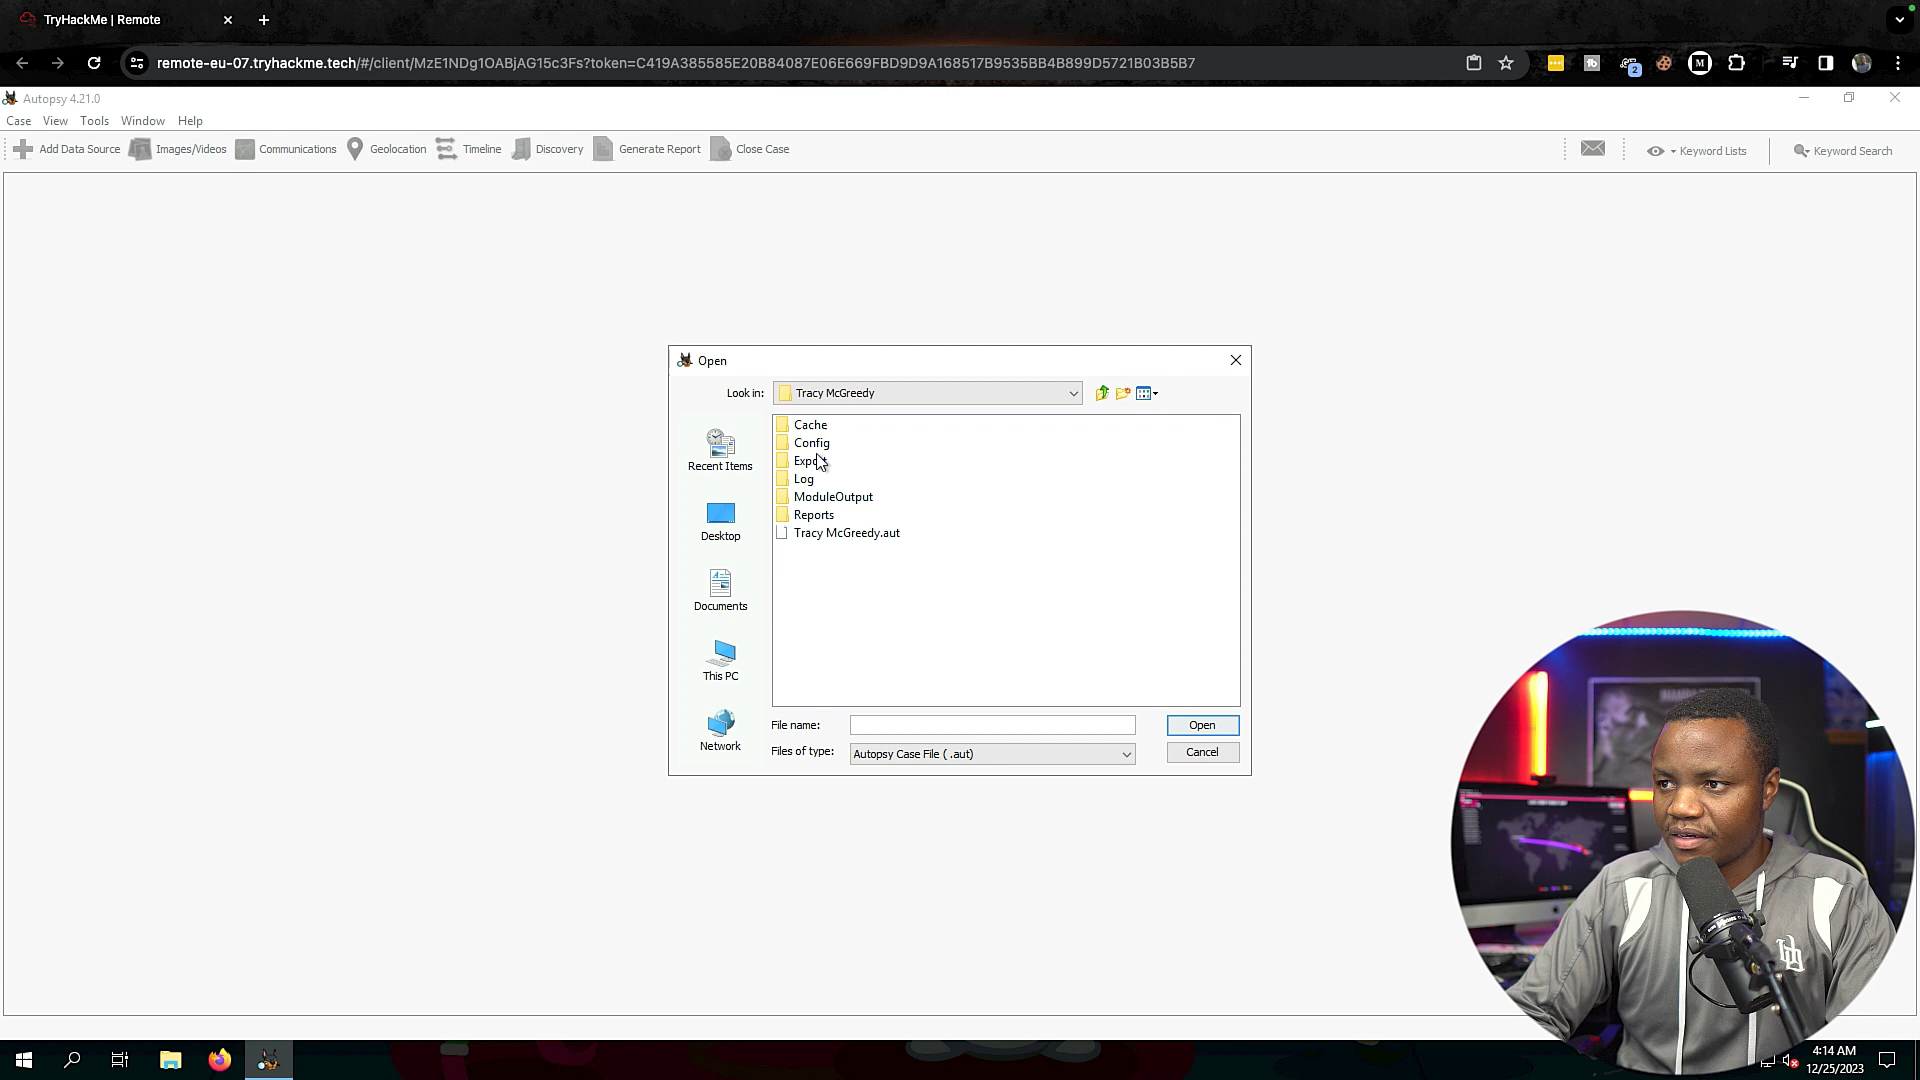 TryHackMe | Remote
remote-eu-07.tryhackme.tech/#/client/MzE1NDg1OABjAG15c3Fs?token=C419A385585E20B84087E06E669FBD9D9A168517B9535BB4B899D5721B03B5B7
2
M
Autopsy 4.21.0
Case View Tools Window Help
Add Data Source Images/Videos Communications Geolocation Timeline Discovery Generate Report Close Case Keyword Lists Keyword Search
Open
Look in: Tracy McGreedy
Cache
Config
Export
Log
ModuleOutput
Reports
Tracy McGreedy.aut
Recent Items
Desktop
Documents
This PC
Network
File name:
Open
Files of type: Autopsy Case File ( .aut)
Cancel
4:14 AM
12/25/2023